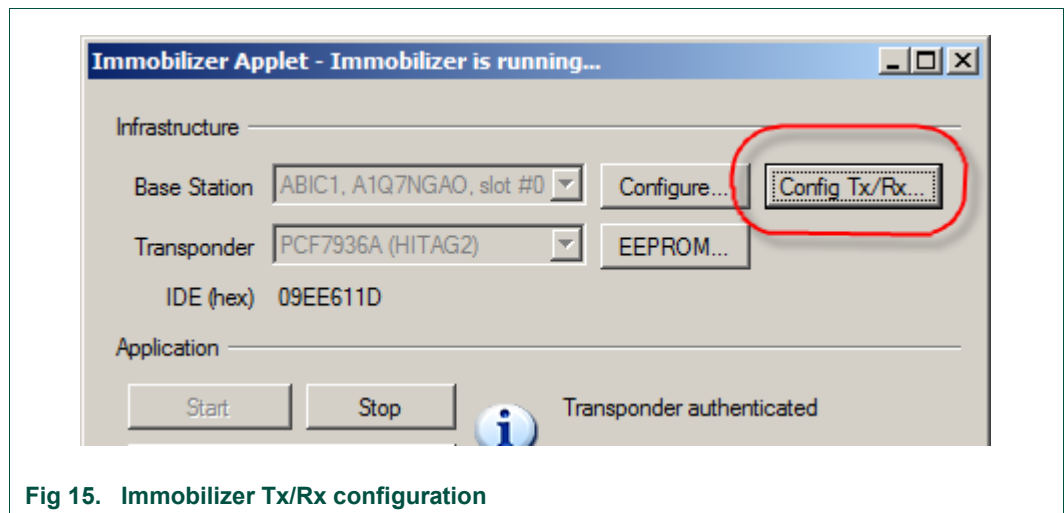 Immobilizer Applet - Immobilizer is running...
Infrastructure
Base Station ABIC1, A1Q7NGAO, slot #0 Configure... Config Tx/Rx...
Transponder PCF7936A (HITAG2) EEPROM...
IDE (hex) 09EE611D
Application
Start Stop Transponder authenticated
Fig 15. Immobilizer Tx/Rx configuration